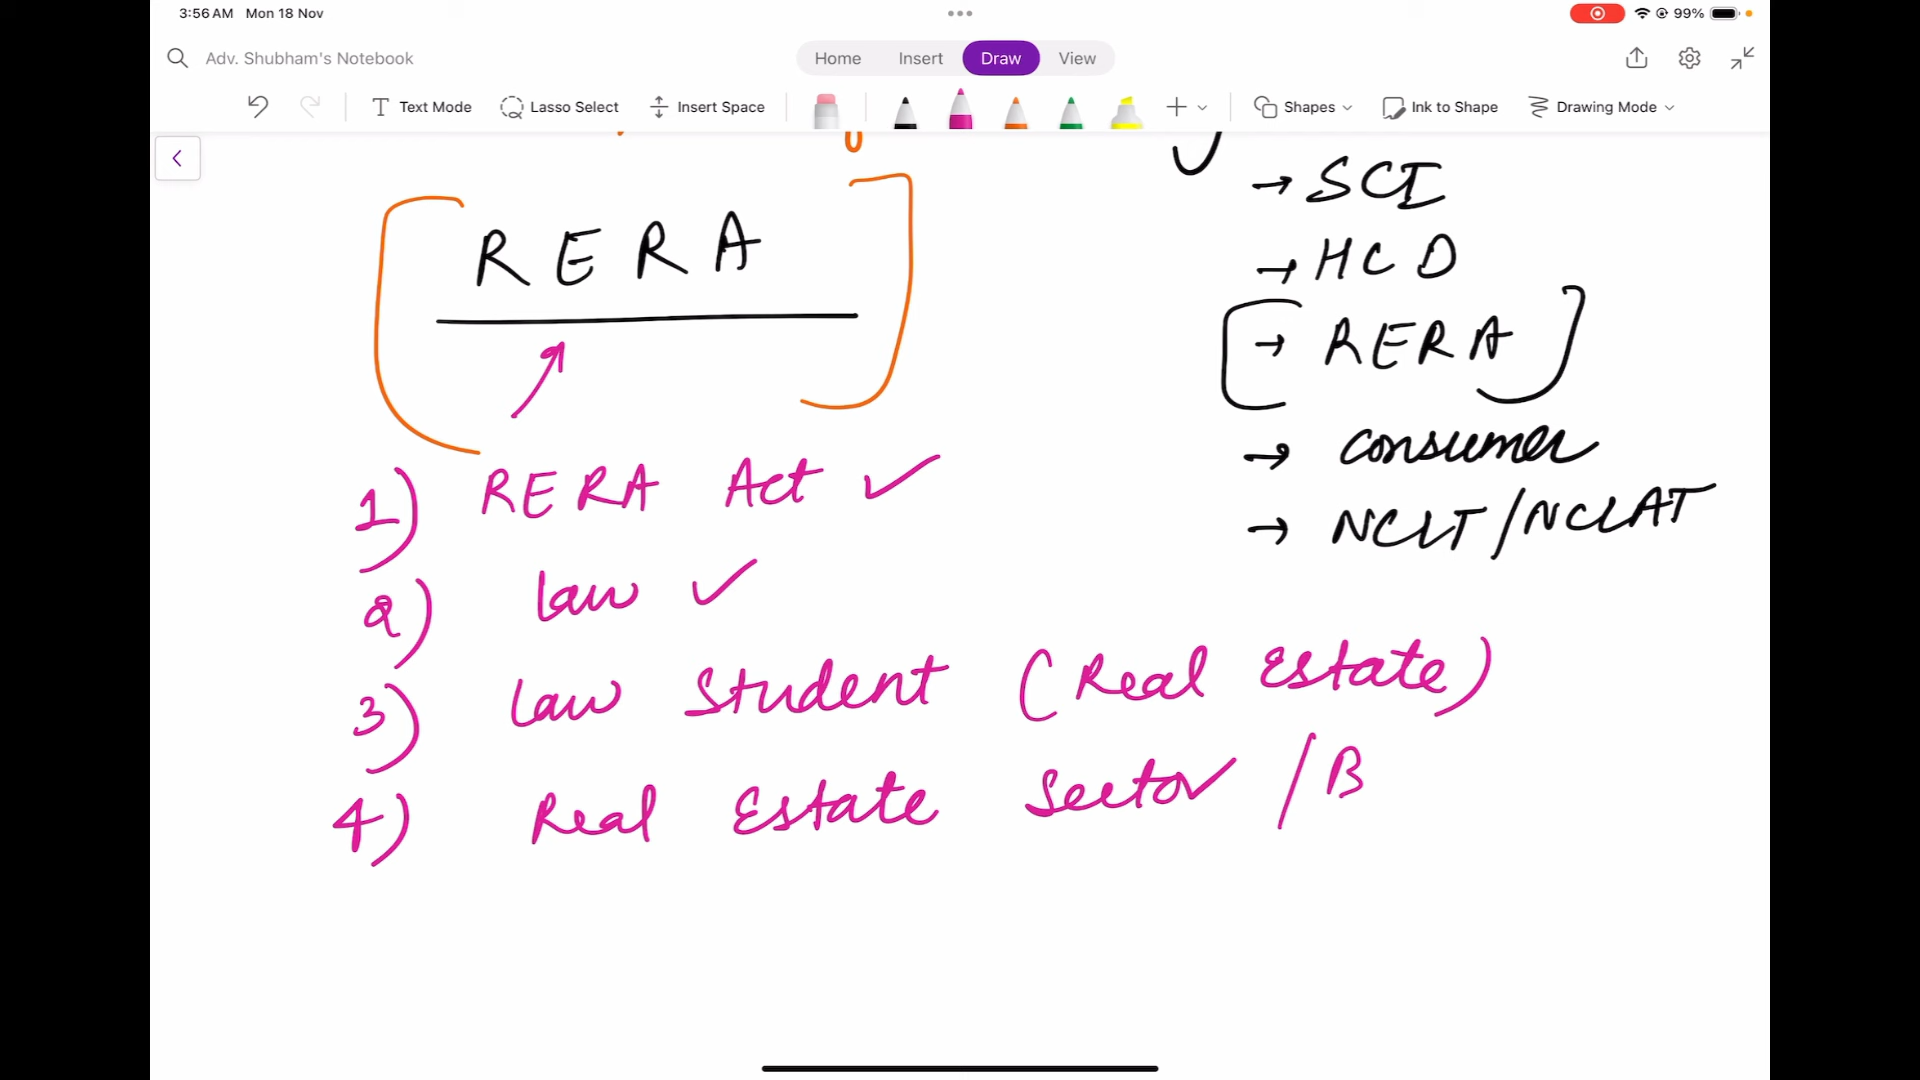 3:56 AM Mon 18 Nov
99%
Adv. Shubham's Notebook
Home Insert Draw View
Text Mode Lasso Select Insert Space Shapes Ink to Shape Drawing Mode
→ SCI
→ HCD
→ RERA
→ consumer
→ NCLT/NCLAT
RERA
1) RERA Act ✓
2) Law ✓
3) Law Student (Real Estate)
4) Real Estate Sector / B